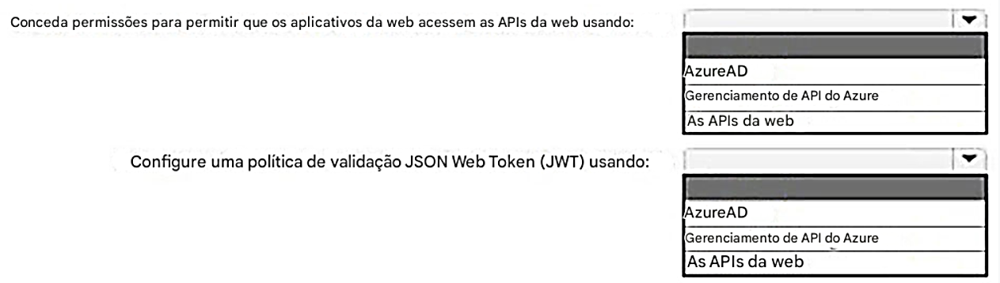 Conceda permissões para permitir que os aplicativos da web acessem as APIs da web usando:
AzureAD
Gerenciamento de API do Azure
As APIs da web
Configure uma política de validação JSON Web Token (JWT) usando:
AzureAD
Gerenciamento de API do Azure
As APIs da web